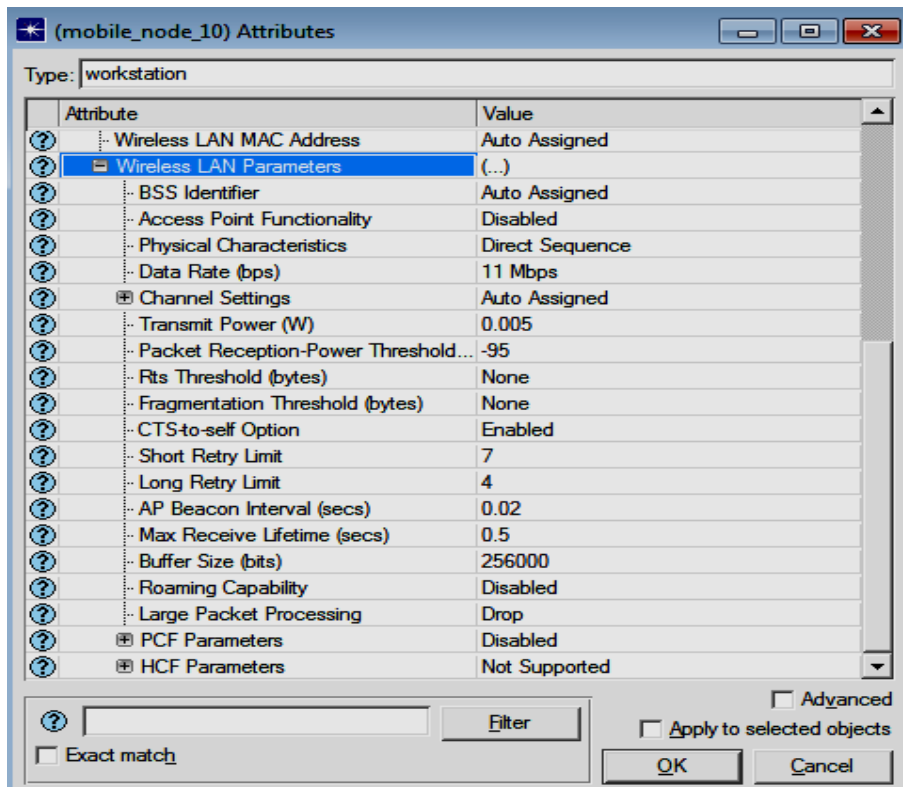 (mobile_node_10) Attributes
Type: workstation
Attribute Value
Wireless LAN MAC Address Auto Assigned
Wireless LAN Parameters (...)
BSS Identifier Auto Assigned
Access Point Functionality Disabled
Physical Characteristics Direct Sequence
Data Rate (bps) 11 Mbps
Channel Settings Auto Assigned
Transmit Power (W) 0.005
Packet Reception-Power Threshold... -95
Rts Threshold (bytes) None
Fragmentation Threshold (bytes) None
CTS-to-self Option Enabled
Short Retry Limit 7
Long Retry Limit 4
AP Beacon Interval (secs) 0.02
Max Receive Lifetime (secs) 0.5
Buffer Size (bits) 256000
Roaming Capability Disabled
Large Packet Processing Drop
PCF Parameters Disabled
HCF Parameters Not Supported
Advanced
Filter
Apply to selected objects
Exact match
OK Cancel